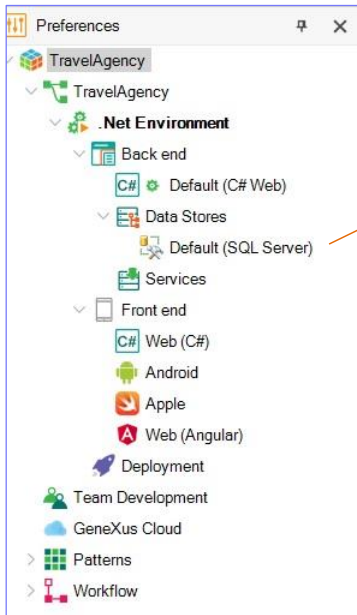 Preferences
TravelAgency
TravelAgency
.Net Environment
Back end
C# Default (C# Web)
Data Stores
Default (SQL Server)
Services
Front end
C# Web (C#)
Android
Apple
Web (Angular)
Deployment
Team Development
GeneXus Cloud
Patterns
Workflow